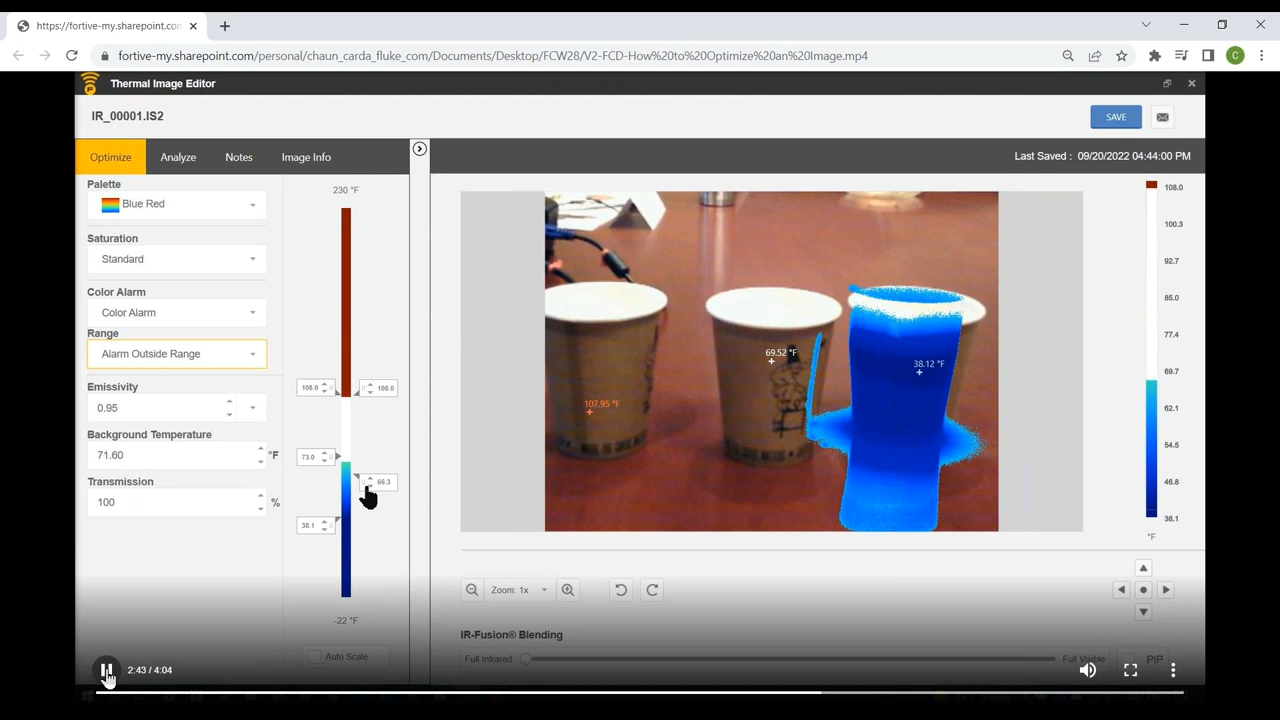 https://fortive-my.sharepoint.con
fortive-my.sharepoint.com/personal/chaun_carda_fluke_com/Documents/Desktop/FCW28/V2-FCD-How%20to%20Optimize%20an%20Image.mp4
C
Thermal Image Editor
IR_00001.IS2
SAVE
Optimize
Analyze
Notes
Image Info
Last Saved : 09/20/2022 04:44:00 PM
Palette
Blue Red
Saturation
Standard
Color Alarm
Color Alarm
Range
Alarm Outside Range
Emissivity
0.95
Background Temperature
71.60
°F
Transmission
100
%
230 °F
108.0
108.0
73.0
66.3
38.1
-22 °F
Auto Scale
69.52 °F
38.12 °F
107.95 °F
108.0
100.3
92.7
85.0
77.4
69.7
62.1
54.5
46.8
38.1
°F
Zoom: 1x
IR-Fusion® Blending
Full Infrared
Full Visible
PIP
2:43 / 4:04